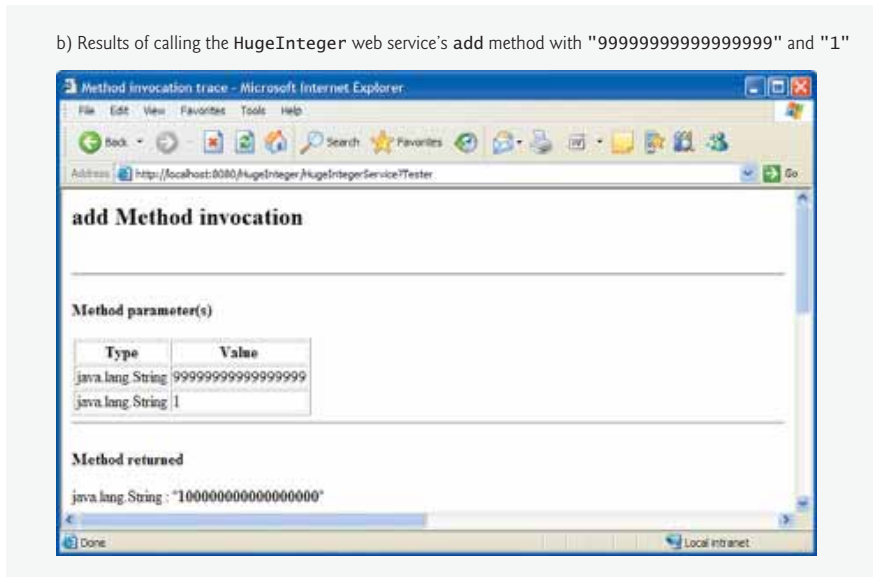 b) Results of calling the HugeInteger web service's add method with "99999999999999999" and "1"
Method invocation trace - Microsoft Internet Explorer
File Edit View Favorites Tools Help
Back Search Favorites
Address http://localhost:8080/HugeInteger/HugeIntegerService?Tester Go
add Method invocation
Method parameter(s)
Type Value
java.lang.String 99999999999999999
java.lang.String 1
Method returned
java.lang.String : "100000000000000000"
Done Local intranet